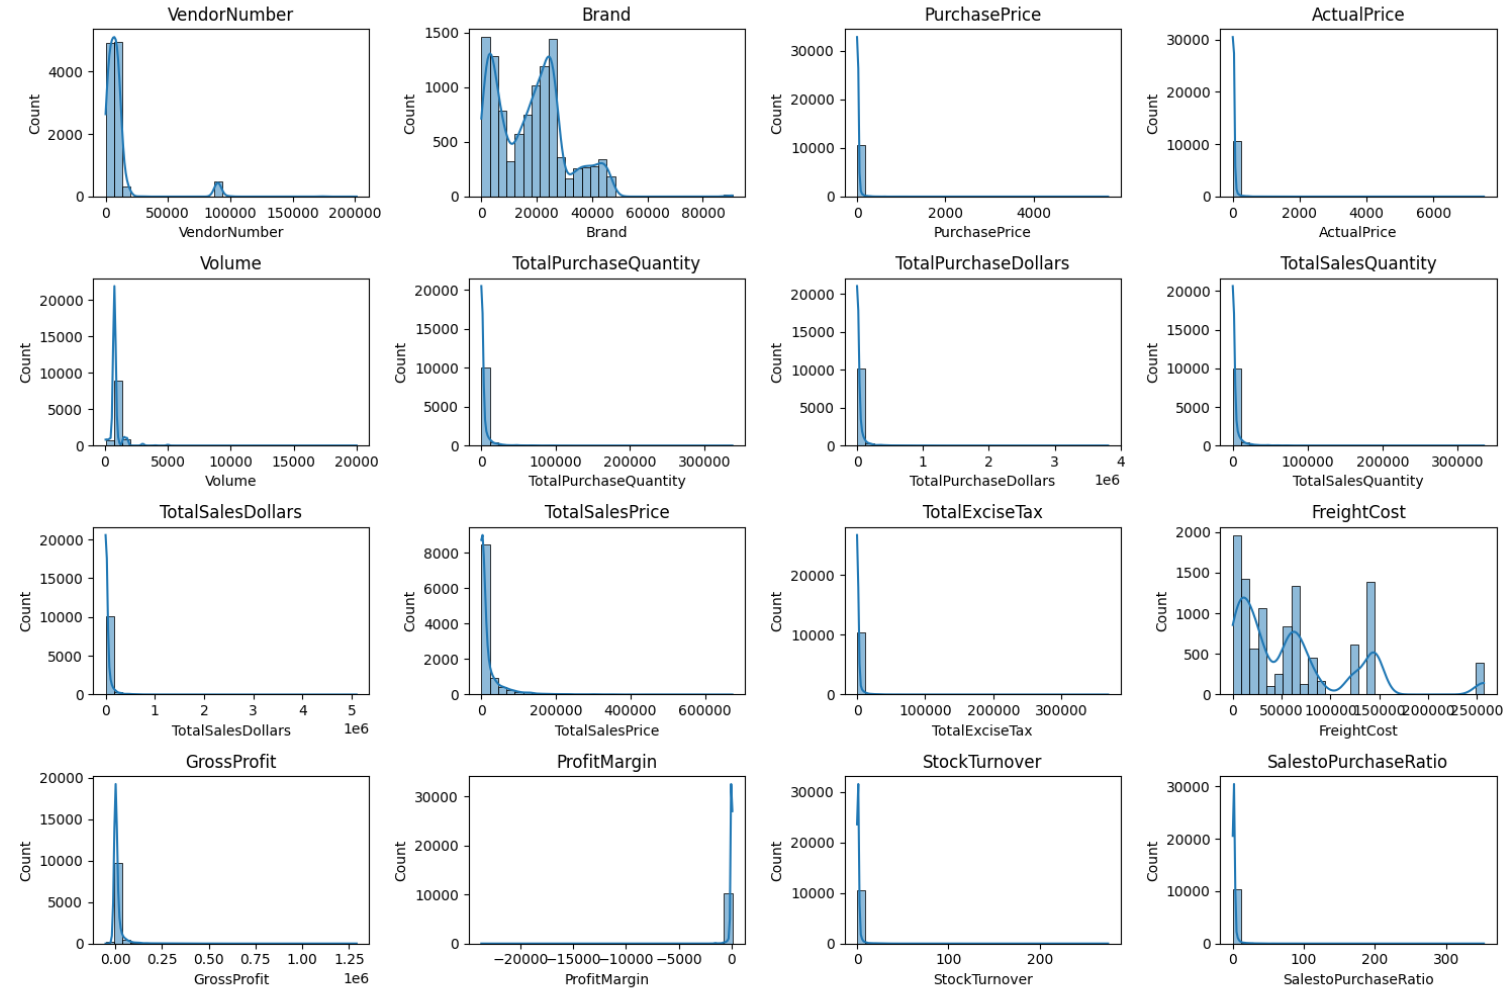 VendorNumber Brand PurchasePrice ActualPrice
Count
4000
2000
0
0 50000 100000 150000 200000
VendorNumber
Count
1500
1000
500
0
0 20000 40000 60000 80000
Brand
Count
30000
20000
10000
0
0 2000 4000
PurchasePrice
Count
30000
20000
10000
0
0 2000 4000 6000
ActualPrice
Volume TotalPurchaseQuantity TotalPurchaseDollars TotalSalesQuantity
Count
20000
15000
10000
5000
0
0 5000 10000 15000 20000
Volume
Count
20000
15000
10000
5000
0
0 100000 200000 300000
TotalPurchaseQuantity
Count
20000
15000
10000
5000
0
0 1 2 3 4
TotalPurchaseDollars 1e6
Count
20000
15000
10000
5000
0
0 100000 200000 300000
TotalSalesQuantity
TotalSalesDollars TotalSalesPrice TotalExciseTax FreightCost
Count
20000
15000
10000
5000
0
0 1 2 3 4 5
TotalSalesDollars 1e6
Count
8000
6000
4000
2000
0
0 200000 400000 600000
TotalSalesPrice
Count
20000
10000
0
0 100000 200000 300000
TotalExciseTax
Count
2000
1500
1000
500
0
0 50000 100000 150000 200000 250000
FreightCost
GrossProfit ProfitMargin StockTurnover SalestoPurchaseRatio
Count
20000
15000
10000
5000
0
0.00 0.25 0.50 0.75 1.00 1.25
GrossProfit 1e6
Count
30000
20000
10000
0
−20000 −15000 −10000 −5000 0
ProfitMargin
Count
30000
20000
10000
0
0 100 200
StockTurnover
Count
30000
20000
10000
0
0 100 200 300
SalestoPurchaseRatio